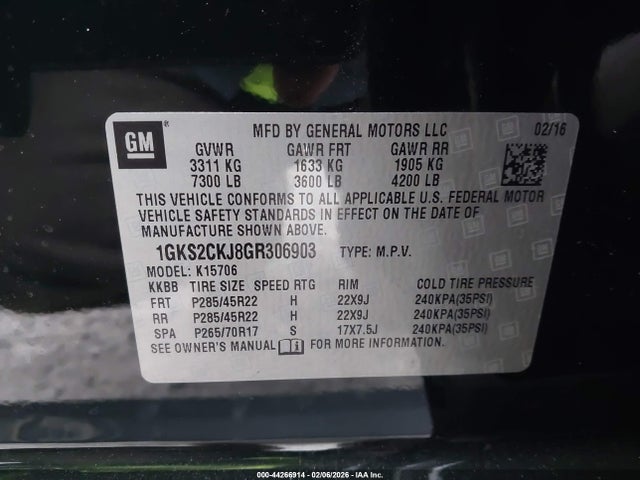 GM ®
MFD BY GENERAL MOTORS LLC 02/16
GVWR GAWR FRT GAWR RR
3311 KG 1633 KG 1905 KG
7300 LB 3600 LB 4200 LB
THIS VEHICLE CONFORMS TO ALL APPLICABLE U.S. FEDERAL MOTOR
VEHICLE SAFETY STANDARDS IN EFFECT ON THE DATE OF
MANUFACTURE SHOWN ABOVE.
1GKS2CKJ8GR306903 TYPE: M.P.V.
MODEL: K15706
KKBB TIRE SIZE SPEED RTG RIM COLD TIRE PRESSURE
FRT P285/45R22 H 22X9J 240KPA(35PSI)
RR P285/45R22 H 22X9J 240KPA(35PSI)
SPA P265/70R17 S 17X7.5J 240KPA(35PSI)
SEE OWNER'S MANUAL FOR MORE INFORMATION.
000-44266914 - 02/06/2026 - IAA Inc.